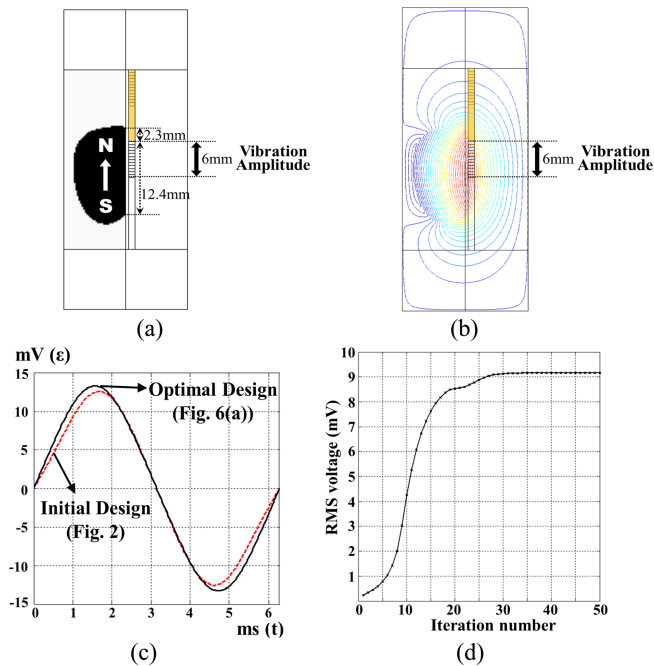 N
S
2.3mm
6mm
12.4mm
Vibration
Amplitude
(a)
6mm
Vibration
Amplitude
(b)
mV (ε)
15
10
5
0
-5
-10
-15
0
1
2
3
4
5
6
ms (t)
Optimal Design
(Fig. 6(a))
Initial Design
(Fig. 2)
(c)
RMS voltage (mV)
10
9
8
7
6
5
4
3
2
1
0
10
20
30
40
50
Iteration number
(d)